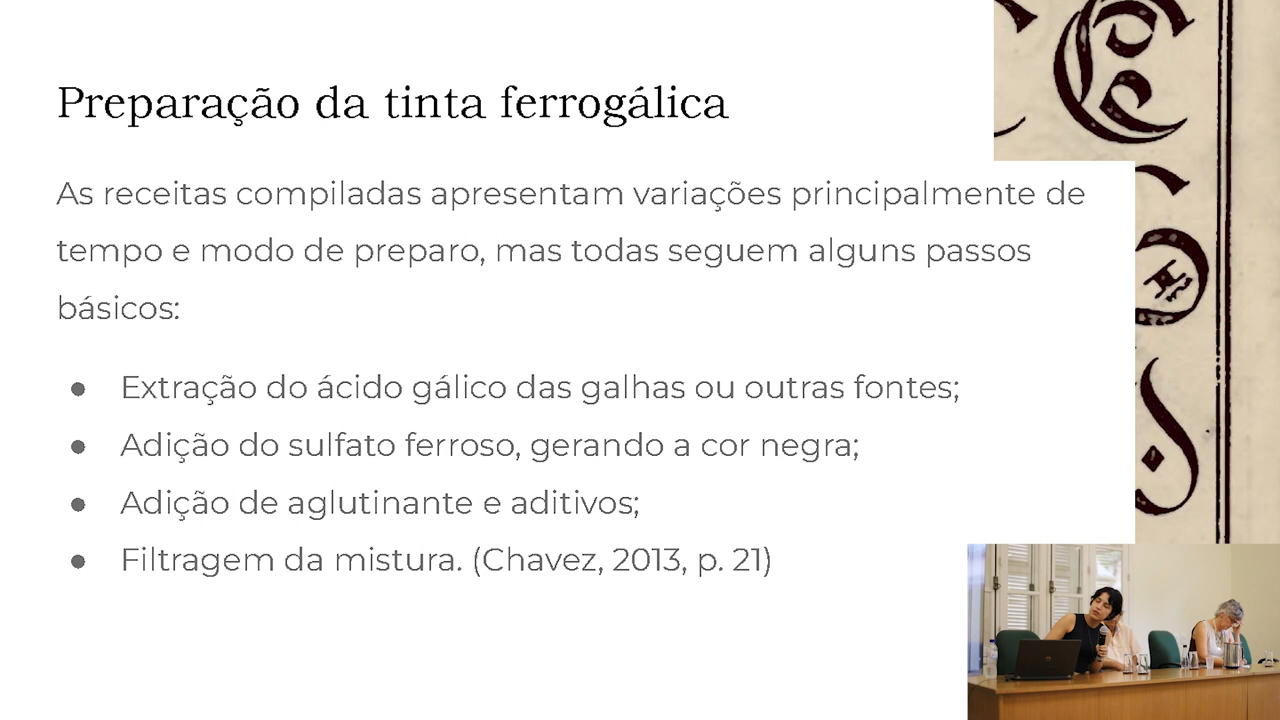 Preparação da tinta ferrogálica
As receitas compiladas apresentam variações principalmente de
tempo e modo de preparo, mas todas seguem alguns passos
básicos:
● Extração do ácido gálico das galhas ou outras fontes;
● Adição do sulfato ferroso, gerando a cor negra;
● Adição de aglutinante e aditivos;
● Filtragem da mistura. (Chavez, 2013, p. 21)